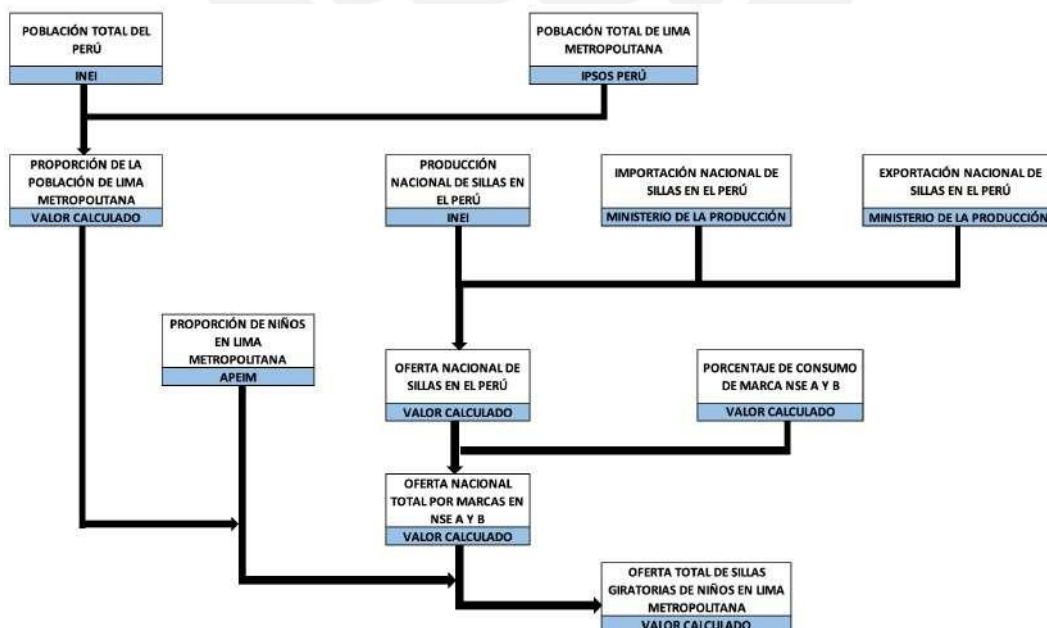 POBLACIÓN TOTAL DEL
PERÚ
INEI
POBLACIÓN TOTAL DE LIMA
METROPOLITANA
IPSOS PERÚ
PROPORCIÓN DE LA
POBLACIÓN DE LIMA
METROPOLITANA
VALOR CALCULADO
PRODUCCIÓN
NACIONAL DE SILLAS EN
EL PERÚ
INEI
IMPORTACIÓN NACIONAL DE
SILLAS EN EL PERÚ
MINISTERIO DE LA PRODUCCIÓN
EXPORTACIÓN NACIONAL DE
SILLAS EN EL PERÚ
MINISTERIO DE LA PRODUCCIÓN
PROPORCIÓN DE NIÑOS
EN LIMA
METROPOLITANA
APEIM
OFERTA NACIONAL DE
SILLAS EN EL PERÚ
VALOR CALCULADO
PORCENTAJE DE CONSUMO
DE MARCA NSE A Y B
VALOR CALCULADO
OFERTA NACIONAL
TOTAL POR MARCAS EN
NSE A Y B
VALOR CALCULADO
OFERTA TOTAL DE SILLAS
GIRATORIAS DE NIÑOS EN LIMA
METROPOLITANA
VALOR CALCULADO